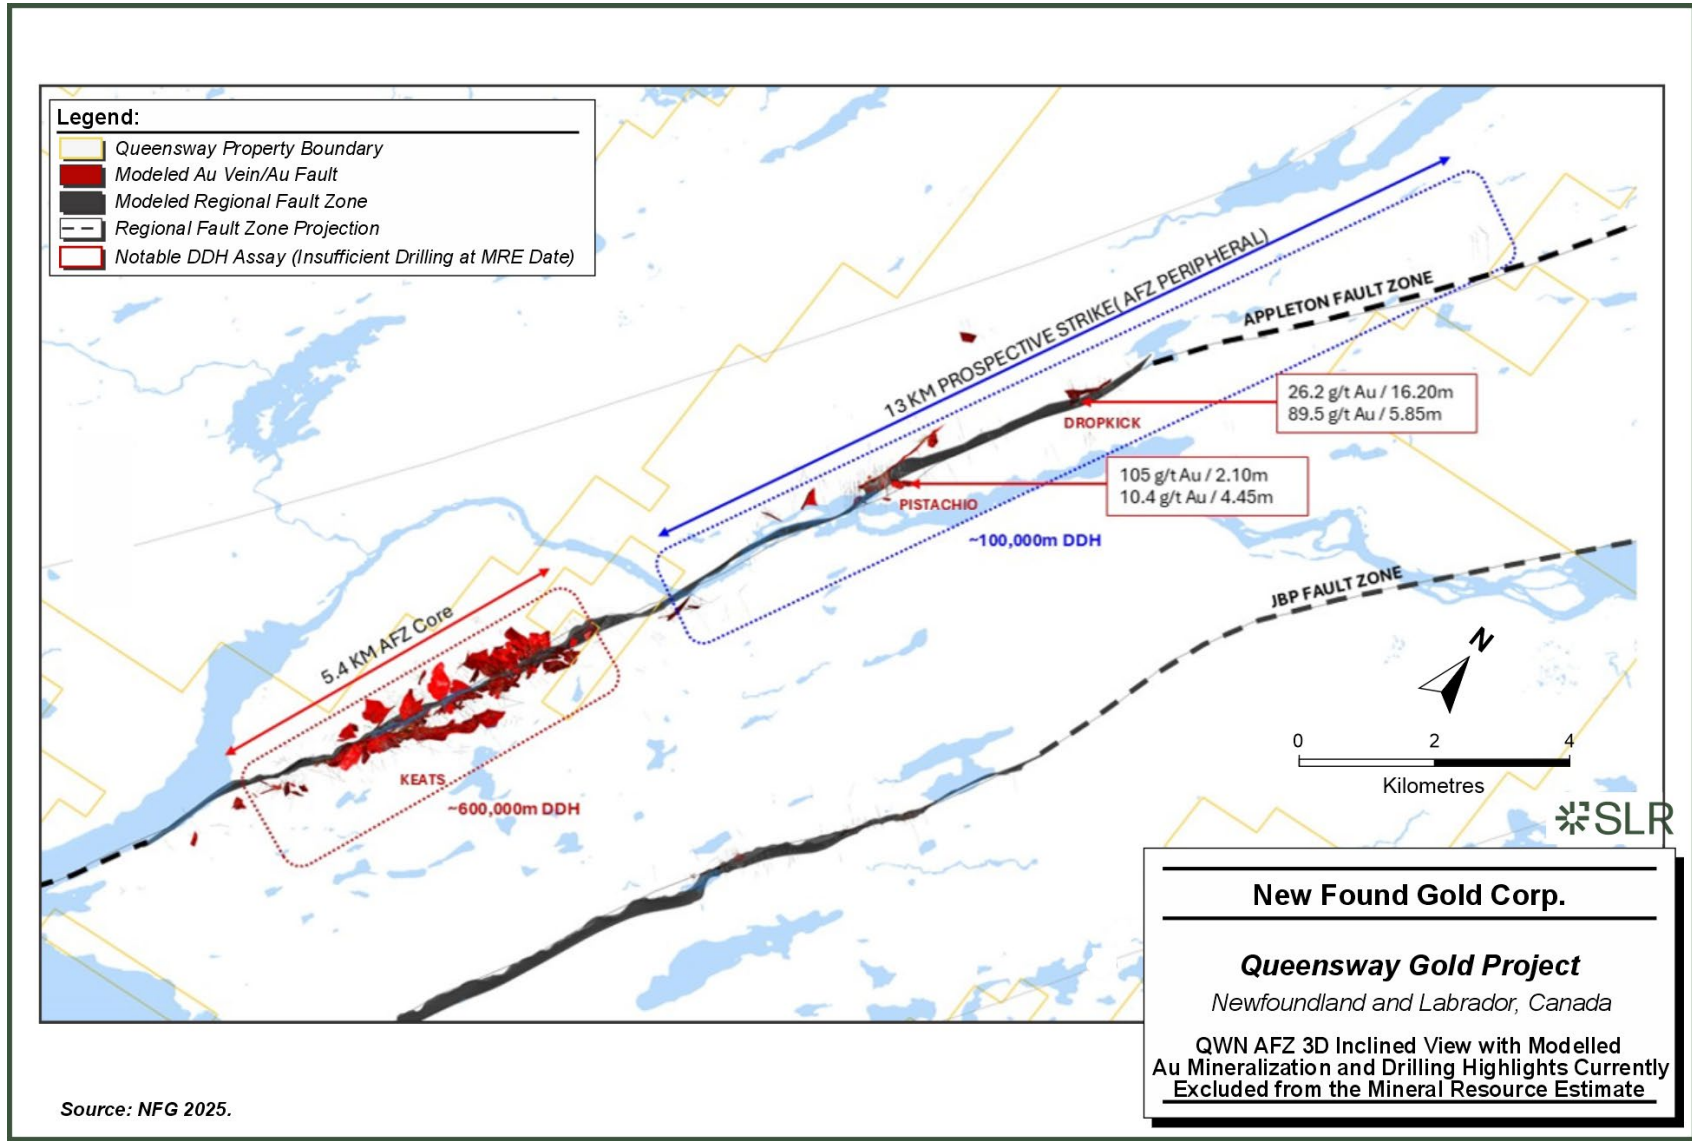 Legend:
Queensway Property Boundary
Modeled Au Vein/Au Fault
Modeled Regional Fault Zone
Regional Fault Zone Projection
Notable DDH Assay (Insufficient Drilling at MRE Date)
13 KM PROSPECTIVE STRIKE( AFZ PERIPHERAL)
APPLETON FAULT ZONE
26.2 g/t Au / 16.20m
89.5 g/t Au / 5.85m
DROPKICK
105 g/t Au / 2.10m
10.4 g/t Au / 4.45m
PISTACHIO
~100,000m DDH
JBP FAULT ZONE
5.4 KM AFZ Core
KEATS
~600,000m DDH
N
0 2 4
Kilometres
SLR
New Found Gold Corp.
Queensway Gold Project
Newfoundland and Labrador, Canada
QWN AFZ 3D Inclined View with Modelled
Au Mineralization and Drilling Highlights Currently
Excluded from the Mineral Resource Estimate
Source: NFG 2025.